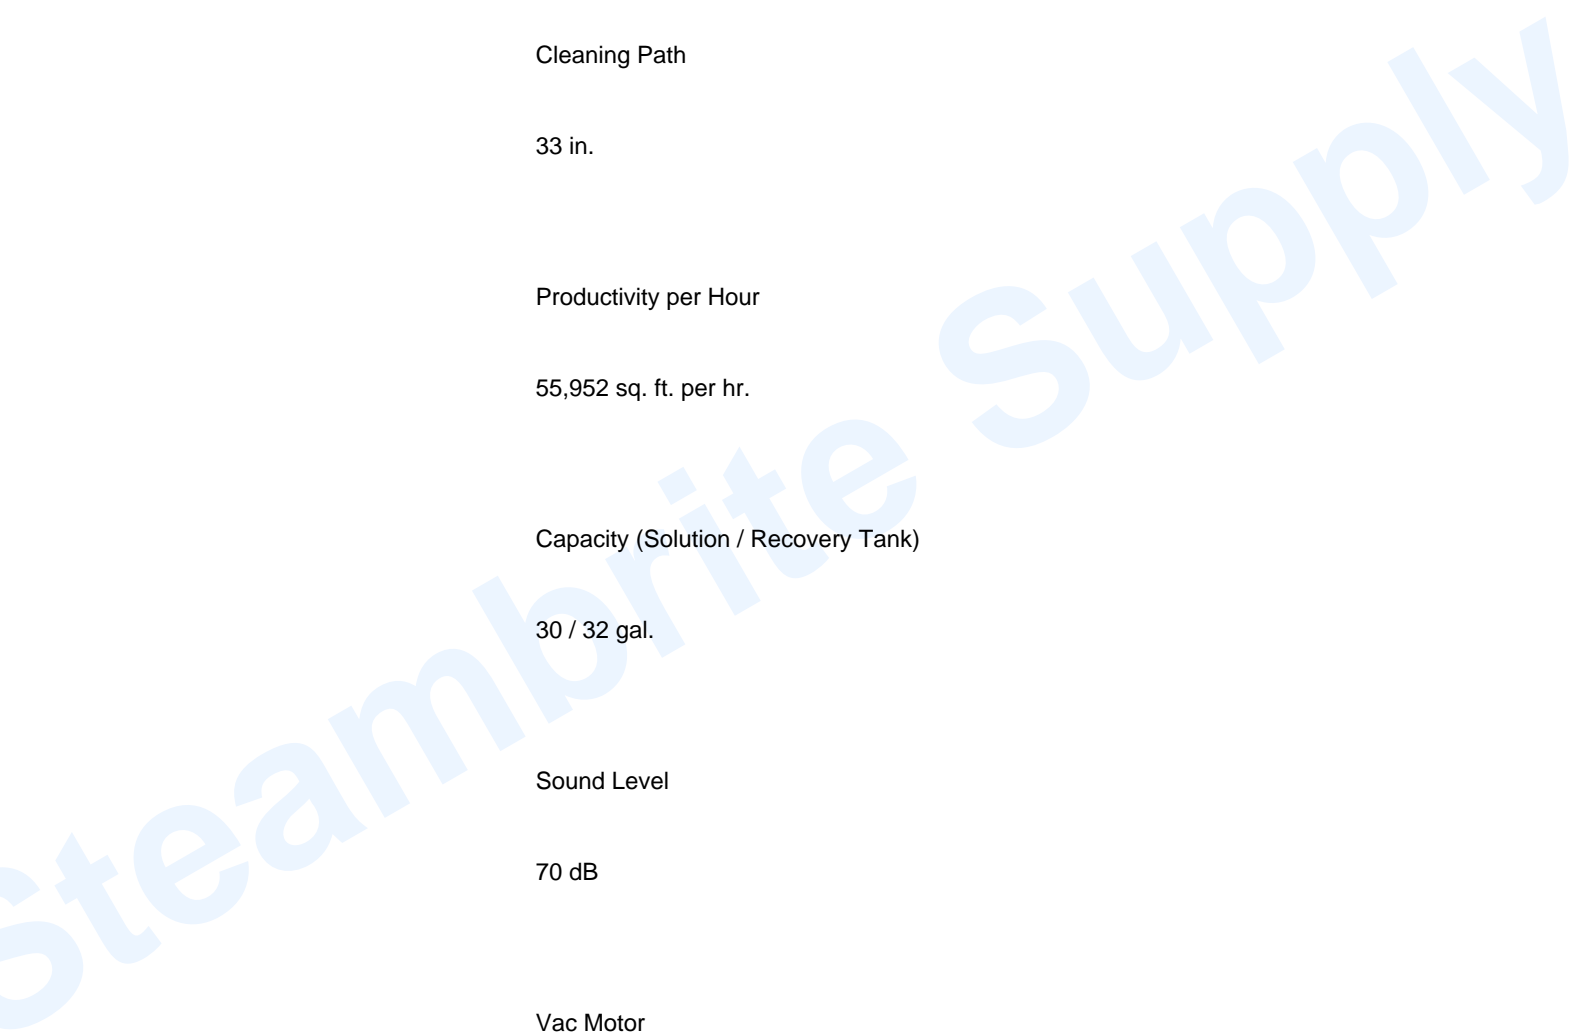 Cleaning Path
33 in.
Productivity per Hour
55,952 sq. ft. per hr.
Capacity (Solution / Recovery Tank)
30 / 32 gal.
Sound Level
70 dB
Vac Motor
Steambrite Supply